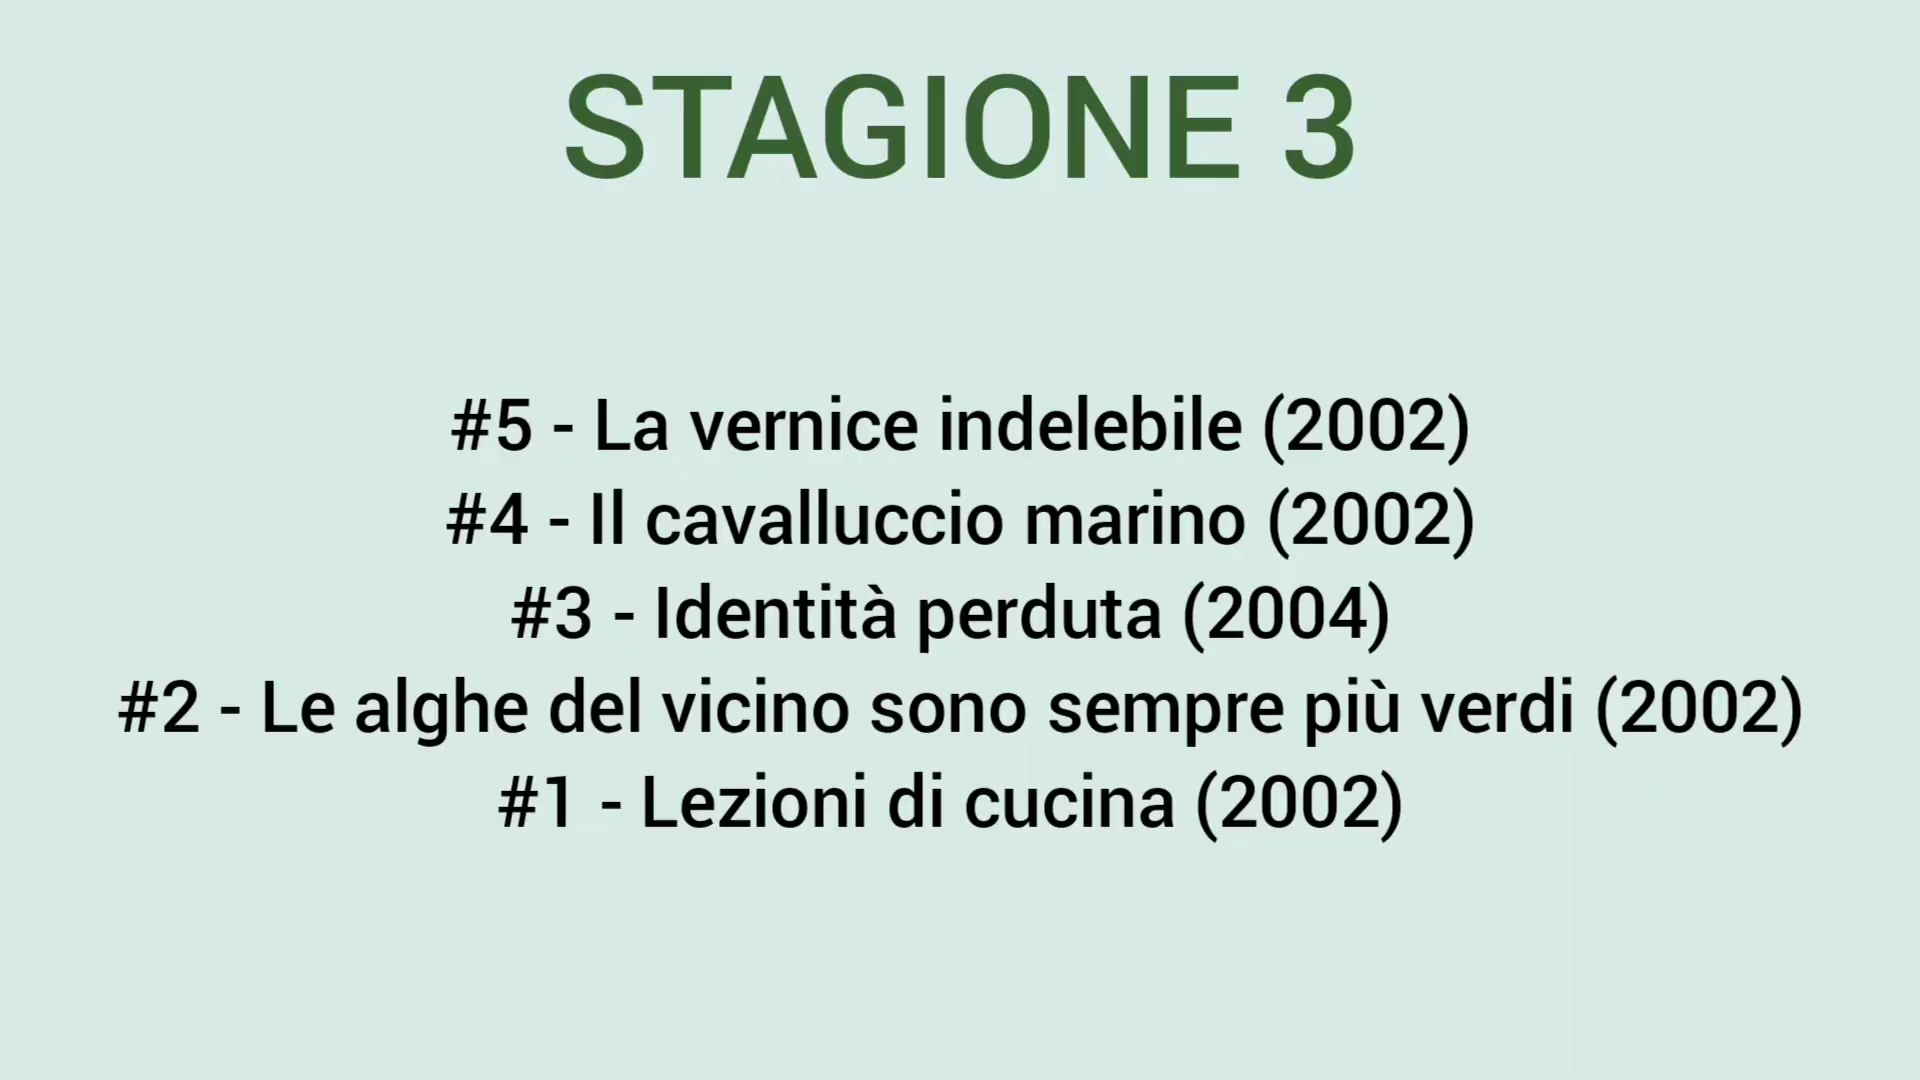 STAGIONE 3
#5 - La vernice indelebile (2002)
#4 - Il cavalluccio marino (2002)
#3 - Identità perduta (2004)
#2 - Le alghe del vicino sono sempre più verdi (2002)
#1 - Lezioni di cucina (2002)